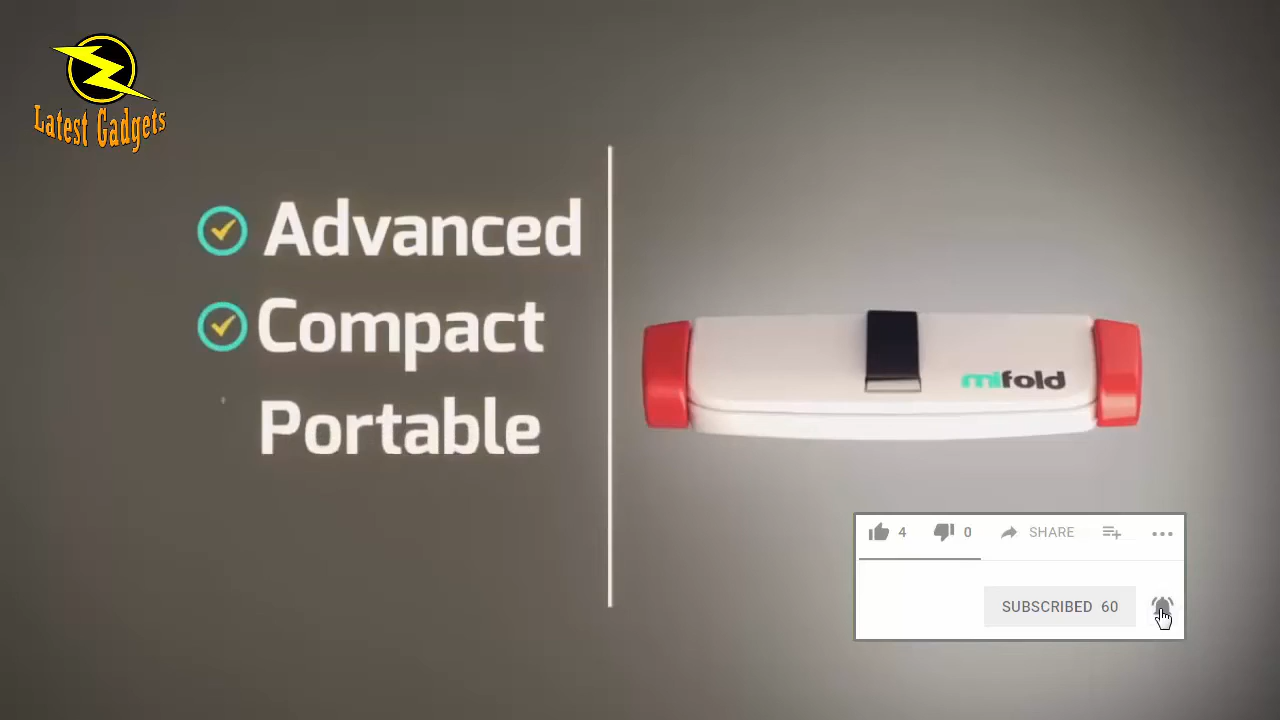 Latest Gadgets
Advanced
Compact
Portable
mifold
4 0 SHARE
SUBSCRIBED 60